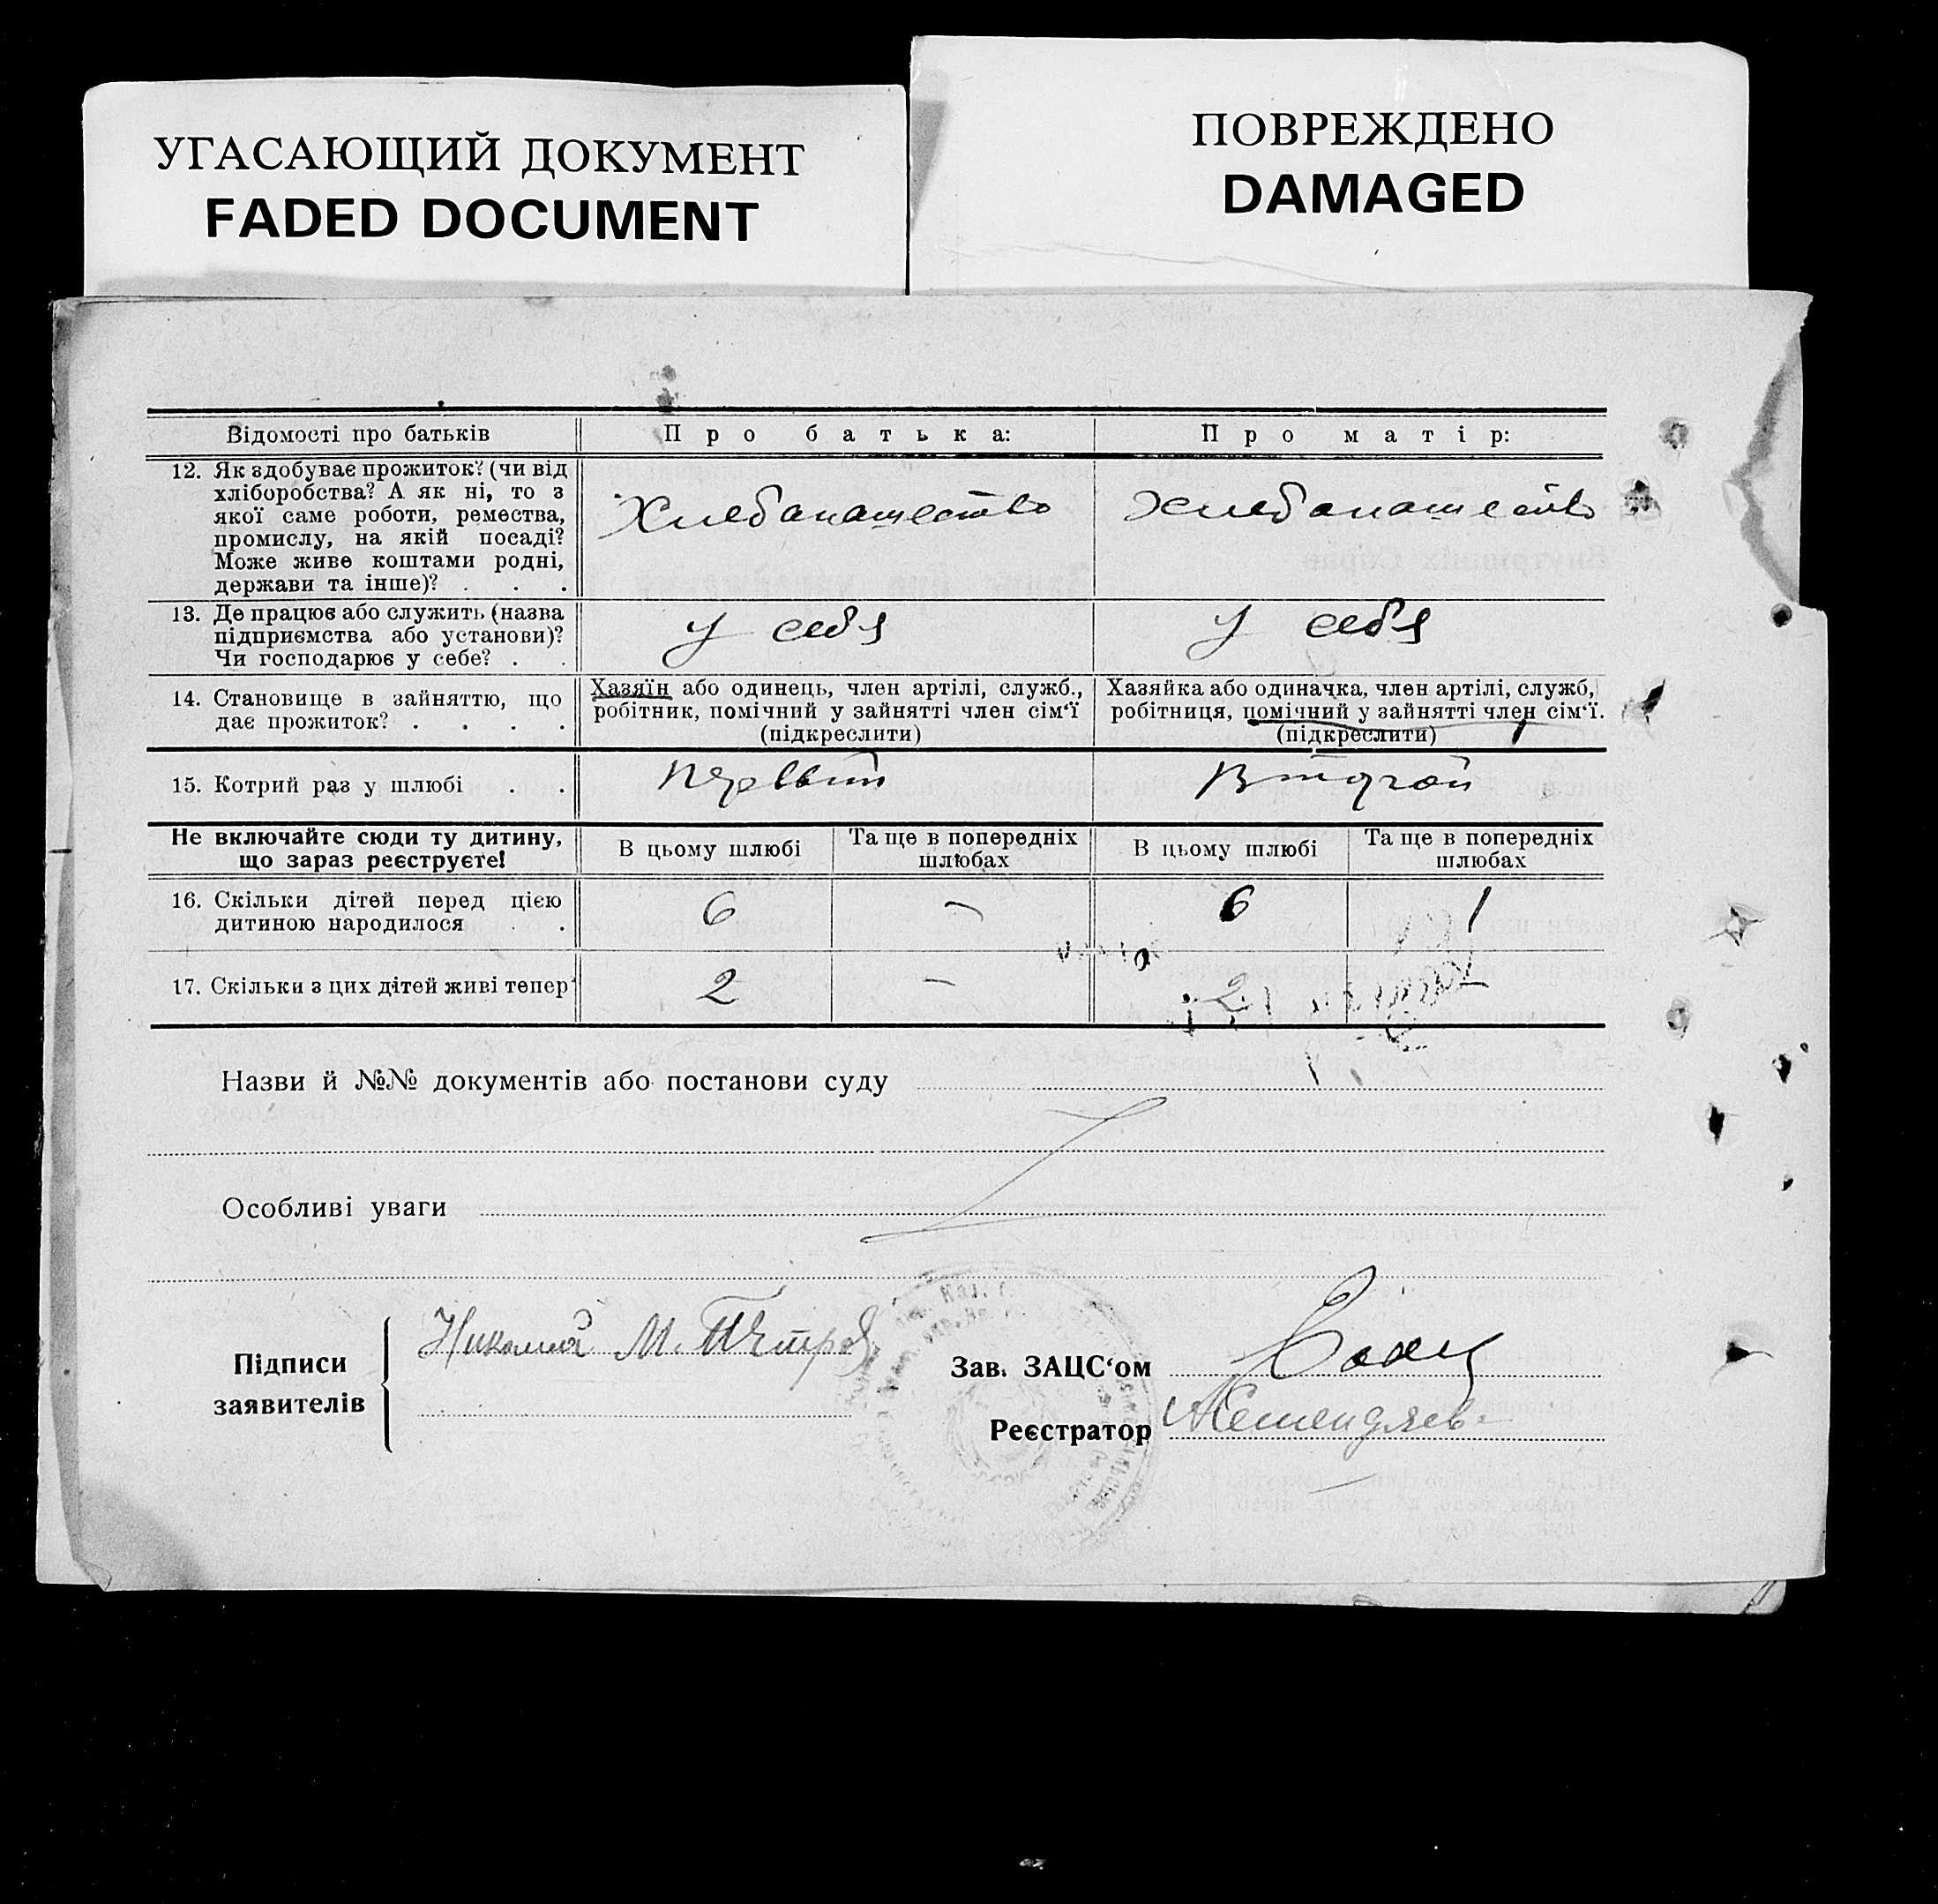 УГАСАЮЩИЙ ДОКУМЕНТ
FADED DOCUMENT
ПОВРЕЖДЕНО
DAMAGED
Відомості про батьків
Про батька:
Про матір:
12. Як здобуває прожиток? (чи від
хліборобства? А як ні, то з
якої саме роботи, ремества,
промислу, на якій посаді?
Може живе коштами родні,
держави та інше)? . . .
Хлебапашество
Хлебапашество
13. Де працює або служить (назва
підприємства або установи)?
Чи господарює у себе? . .
У себя
У себя
14. Становище в зайняттю, що
дає прожиток? . . . .
Хазяїн або одинець, член артілі, служб.,
робітник, помічний у зайнятті член сім'ї
(підкреслити)
Хазяйка або одиначка, член артілі, служб,
робітниця, помічний у зайнятті член сім'ї.
(підкреслити)
15. Котрий раз у шлюбі . .
Первый
Второй
Не включайте сюди ту дитину,
що зараз реєструєте!
В цьому шлюбі
Та ще в попередніх
шлюбах
В цьому шлюбі
Та ще в попередніх
шлюбах
16. Скільки дітей перед цією
дитиною народилося . .
6
–
6
1
17. Скільки з цих дітей живі тепер
2
–
2
Назви й №№ документів або постанови суду
Особливі уваги
Підписи
заявителів
Николай М. Петров
Зав. ЗАЦС'ом
Реєстратор